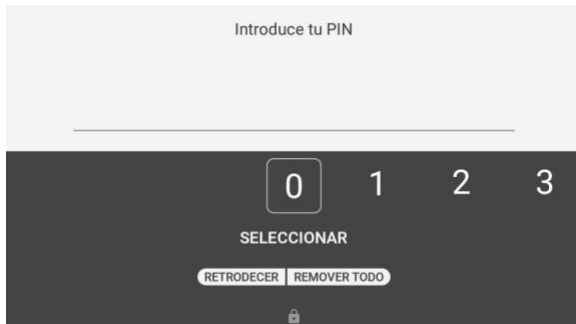 Introduce tu PIN
0 1 2 3
SELECCIONAR
RETRODECER REMOVER TODO